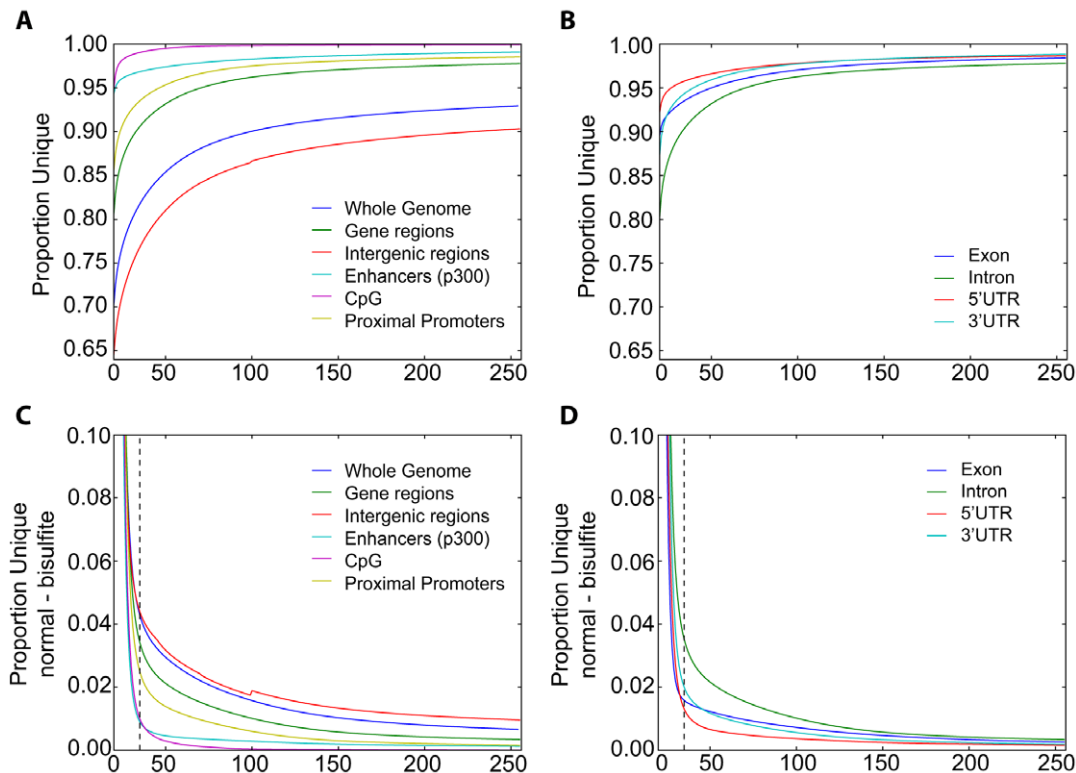 A
1.00
0.95
0.90
0.85
0.80
0.75
0.70
0.65
Proportion Unique
Whole Genome
Gene regions
Intergenic regions
Enhancers (p300)
CpG
Proximal Promoters
0 50 100 150 200 250
B
1.00
0.95
0.90
0.85
0.80
0.75
0.70
0.65
Proportion Unique
Exon
Intron
5'UTR
3'UTR
0 50 100 150 200 250
C
0.10
0.08
0.06
0.04
0.02
0.00
Proportion Unique
normal - bisulfite
Whole Genome
Gene regions
Intergenic regions
Enhancers (p300)
CpG
Proximal Promoters
0 50 100 150 200 250
D
0.10
0.08
0.06
0.04
0.02
0.00
Proportion Unique
normal - bisulfite
Exon
Intron
5'UTR
3'UTR
0 50 100 150 200 250